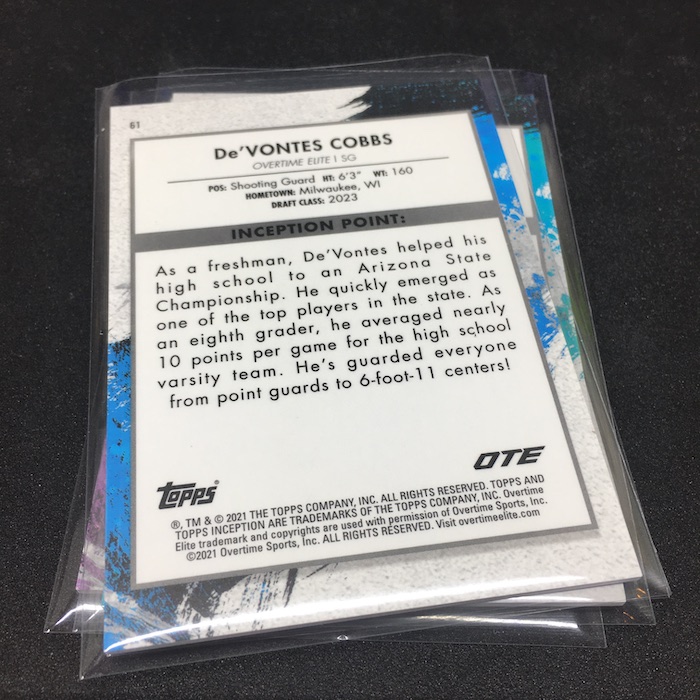 61
De'VONTES COBBS
OVERTIME ELITE | SG
POS: Shooting Guard HT: 6'3" WT: 160
HOMETOWN: Milwaukee, WI
DRAFT CLASS: 2023
INCEPTION POINT:
As a freshman, De'Vontes helped his
high school to an Arizona State
Championship. He quickly emerged as
one of the top players in the state. As
an eighth grader, he averaged nearly
10 points per game for the high school
varsity team. He's guarded everyone
from point guards to 6-foot-11 centers!
OTE
topps®
®, TM & © 2021 THE TOPPS COMPANY, INC. ALL RIGHTS RESERVED. TOPPS AND
TOPPS INCEPTION ARE TRADEMARKS OF THE TOPPS COMPANY, INC. Overtime
Elite trademark and copyrights are used with permission of Overtime Sports, Inc.
©2021 Overtime Sports, Inc. ALL RIGHTS RESERVED. Visit overtimeelite.com